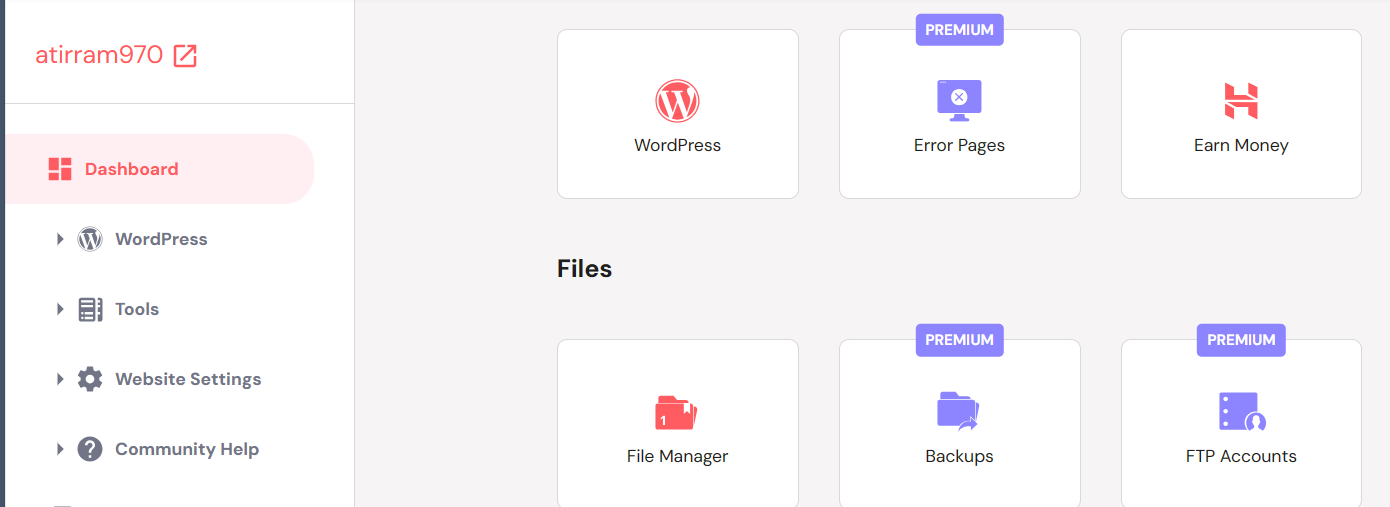 atirram970
Dashboard
WordPress
Tools
Website Settings
Community Help
PREMIUM
WordPress
Error Pages
Earn Money
Files
PREMIUM
PREMIUM
1
File Manager
Backups
FTP Accounts